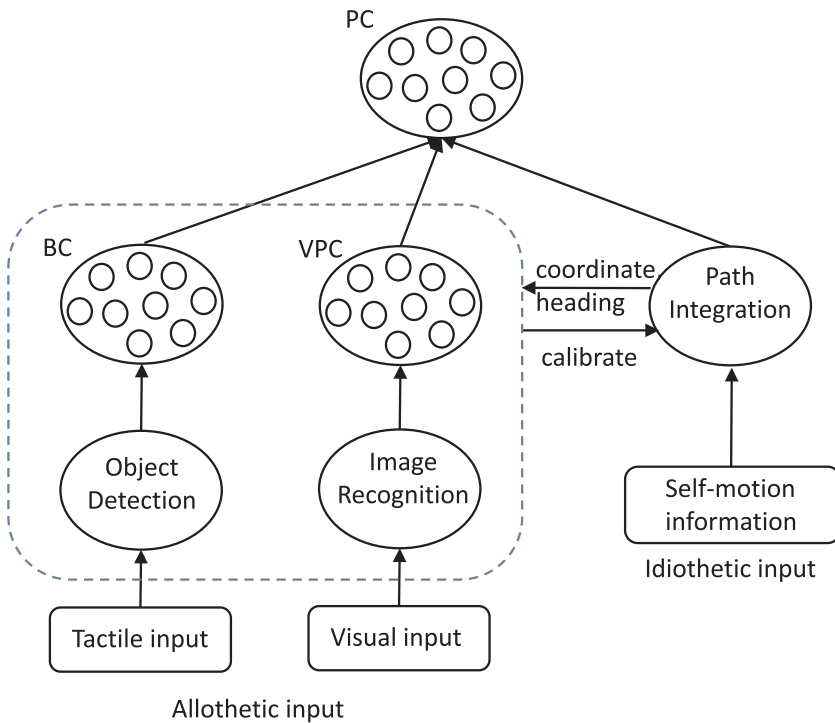 PC
BC
VPC
coordinate,
heading
Path
Integration
calibrate
Object
Detection
Image
Recognition
Self-motion
information
Idiothetic input
Tactile input
Visual input
Allothetic input